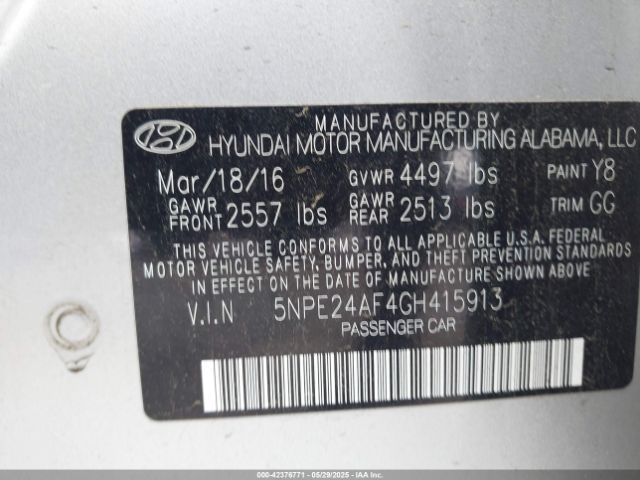 MANUFACTURED BY
HYUNDAI MOTOR MANUFACTURING ALABAMA, LLC
Mar/18/16 GVWR 4497 lbs PAINT Y8
GAWR FRONT 2557 lbs GAWR REAR 2513 lbs TRIM GG
THIS VEHICLE CONFORMS TO ALL APPLICABLE U.S.A. FEDERAL
MOTOR VEHICLE SAFETY, BUMPER, AND THEFT PREVENTION STANDARDS
IN EFFECT ON THE DATE OF MANUFACTURE SHOWN ABOVE
V.I.N 5NPE24AF4GH415913
PASSENGER CAR
000-42376771 - 05/29/2025 - Copyright IAA, LLC